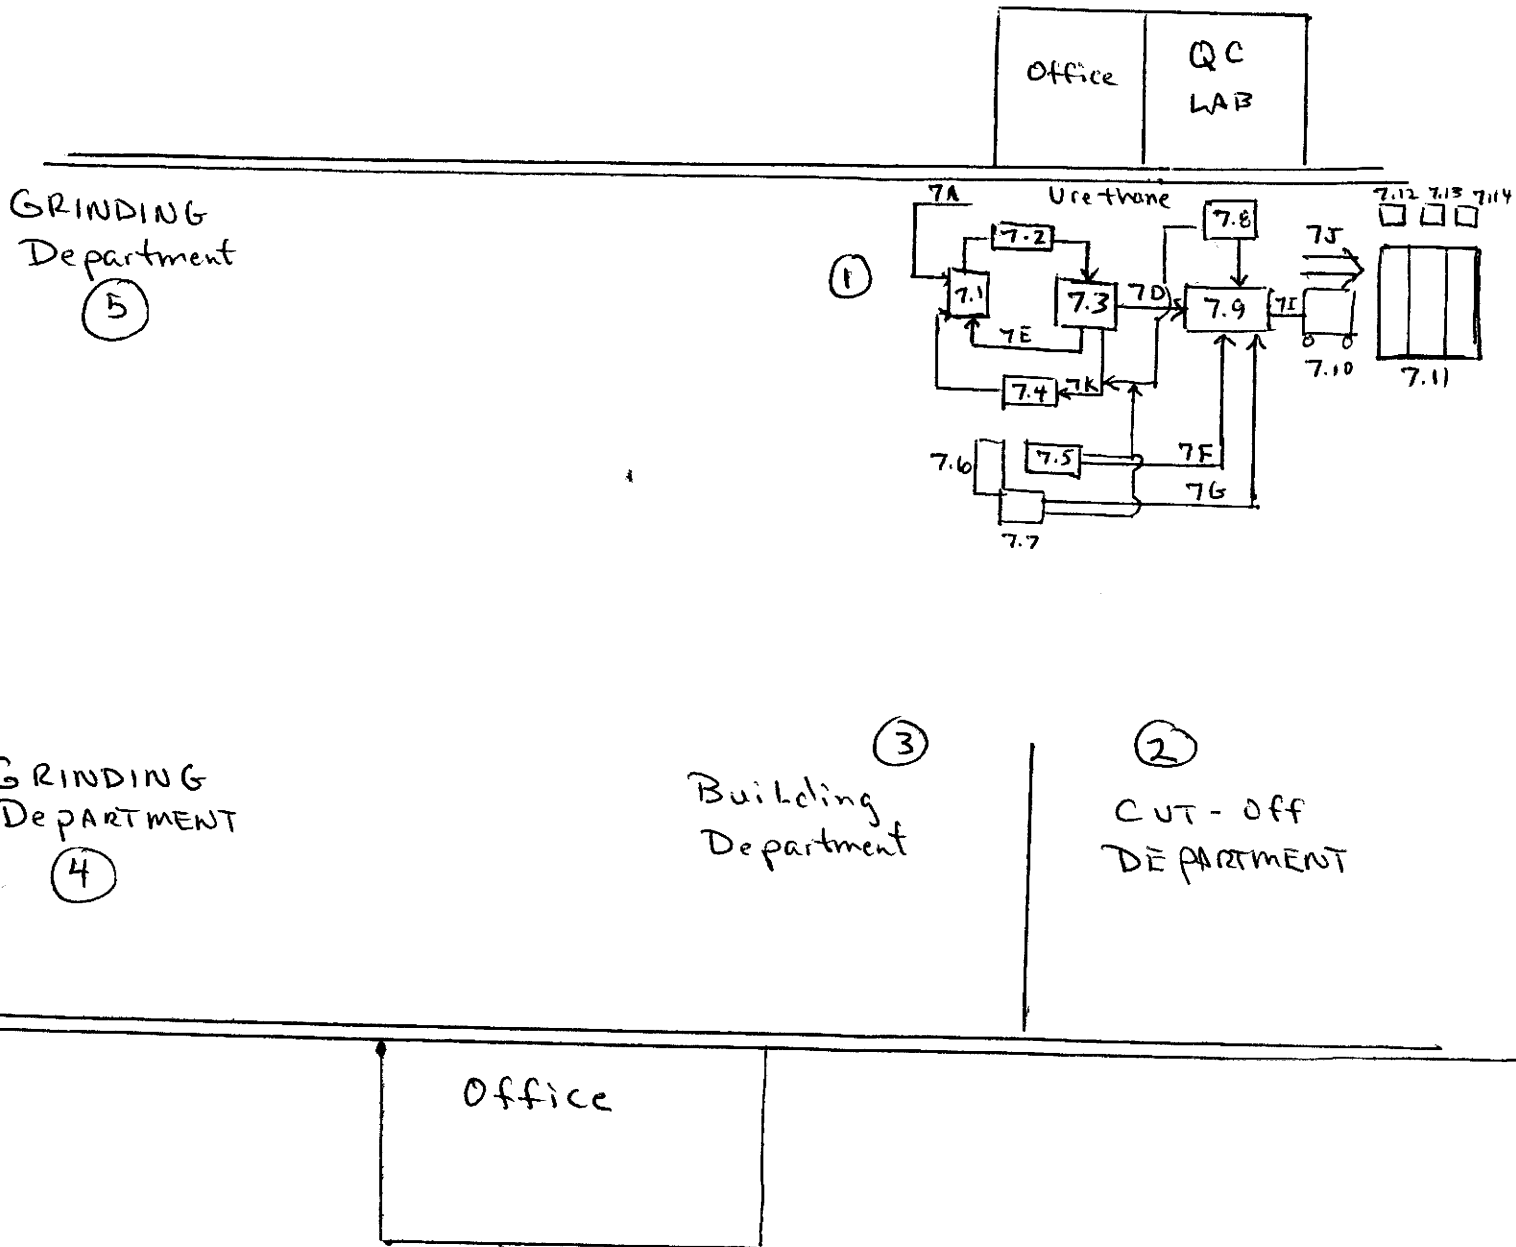 Office
QC
LAB
GRINDING
Department
5
1
7A
Urethane
7.12 7.13 7.14
7.2
7.8
7J
7.1
7.3
7D
7.9
7I
7E
7.10
7.11
7.4
7K
7.6
7.5
7F
7G
7.7
GRINDING
DepARTMENT
4
3
Building
Department
2
CUT-Off
DEPARTMENT
Office